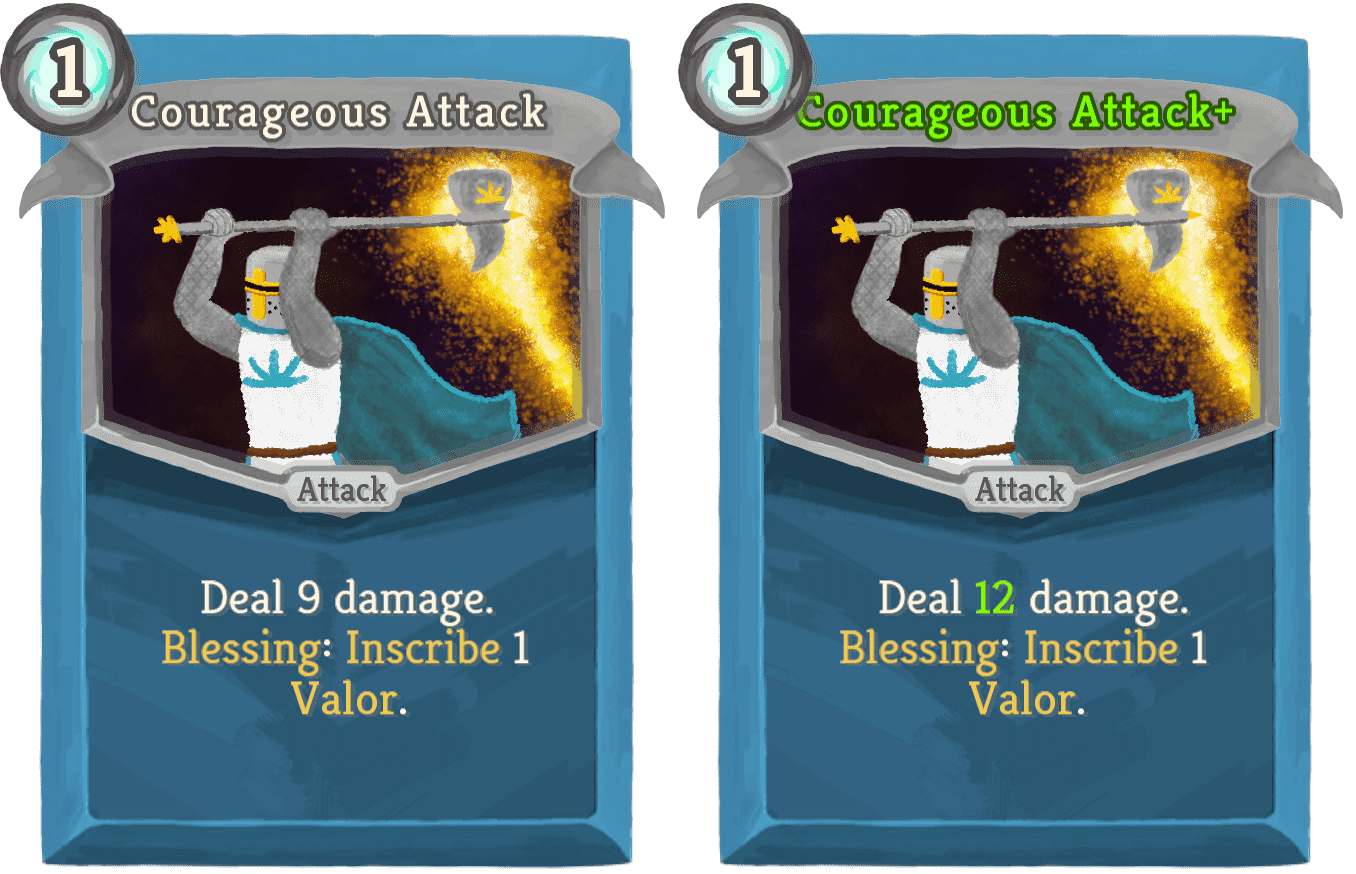 1
Courageous Attack
Attack
Deal 9 damage.
Blessing: Inscribe 1
Valor.
1
Courageous Attack+
Attack
Deal 12 damage.
Blessing: Inscribe 1
Valor.